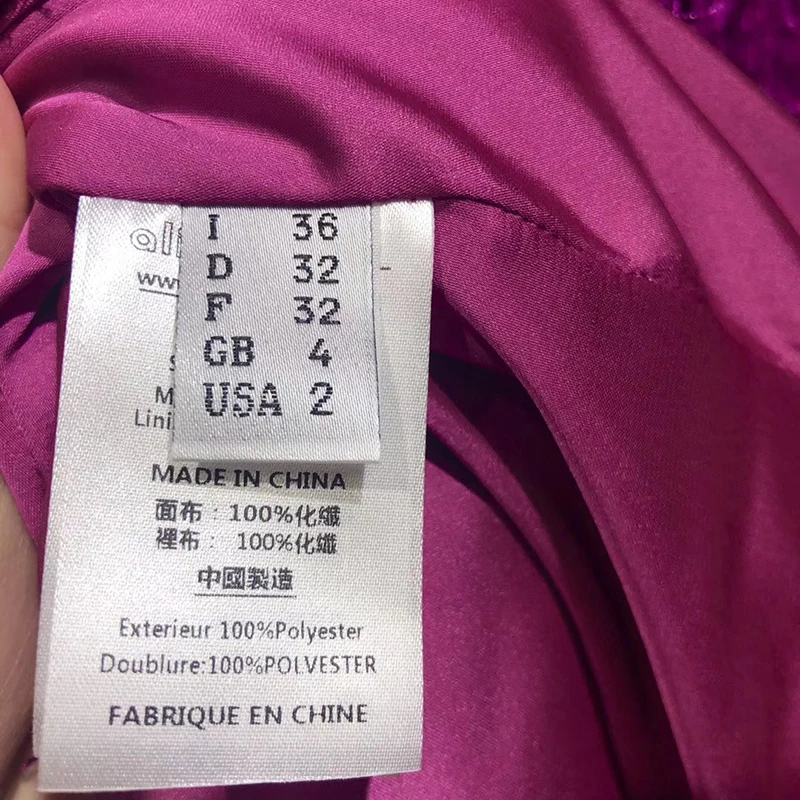 I 36
D 32
F 32
GB 4
USA 2
MADE IN CHINA
面布：100%化纖
裡布：100%化纖
中國製造
Exterieur 100%Polyester
Doublure:100%POLVESTER
FABRIQUE EN CHINE